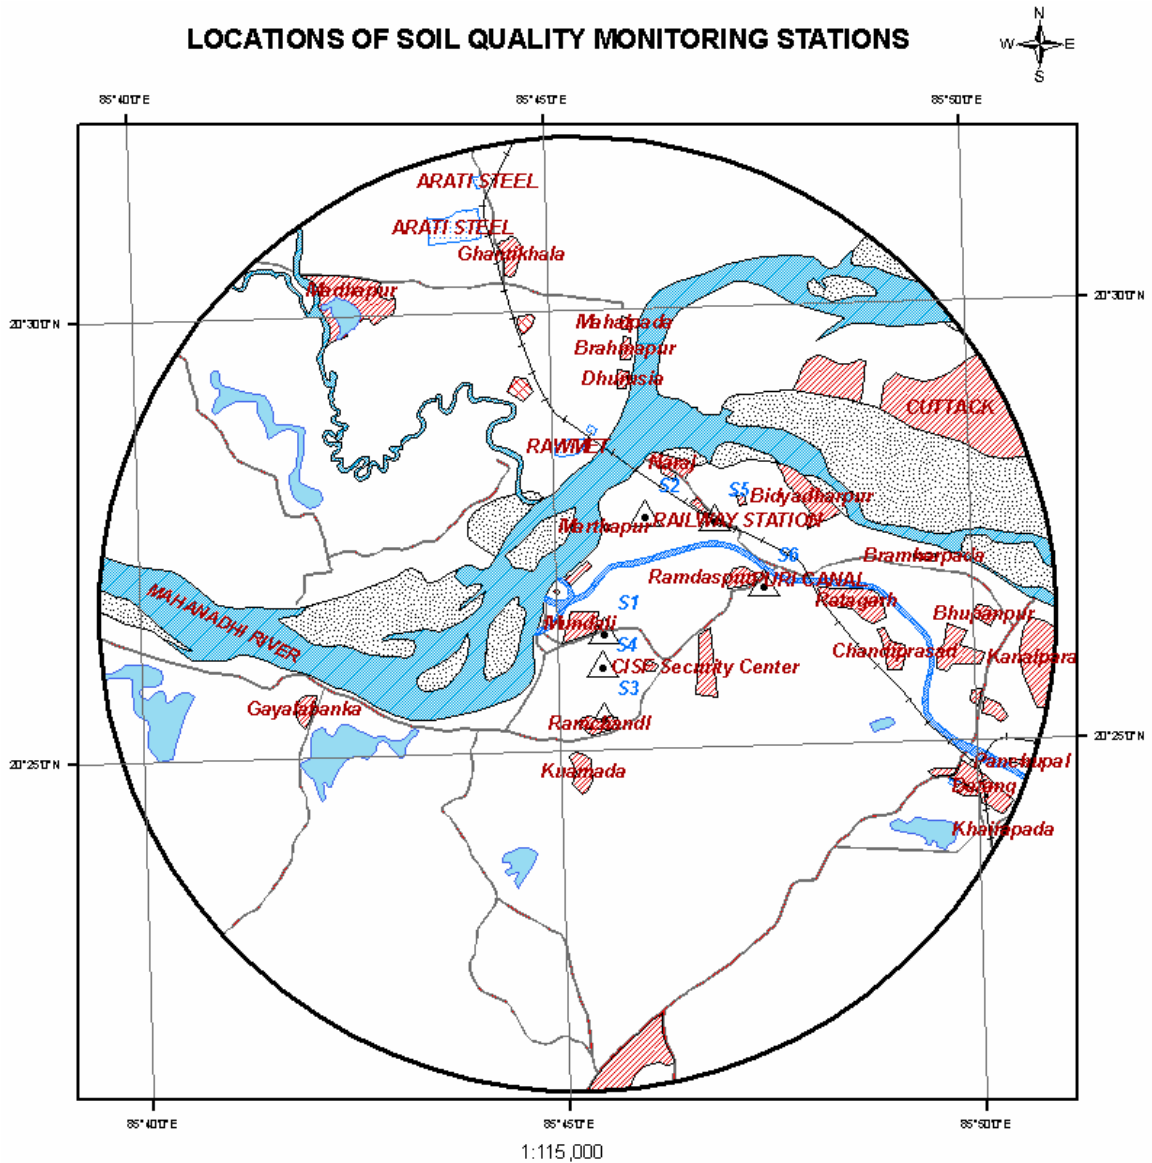 LOCATIONS OF SOIL QUALITY MONITORING STATIONS
N
W E
S
85°40'0"E 85°45'0"E 85°50'0"E
ARATI STEEL
ARATI STEEL
Ghantikhala
Madhapur
20°30'0"N 20°30'0"N
Mahalpada
Brahmapur
Dhurusia
CUTTACK
RAWMET
Naraj
S2 S5
Bidyadharpur
Marthapur RAILWAY STATION
S6 Bramharpada
Ramdaspur PURI CANAL
MAHANADHI RIVER
S1 Ratagarh
Mundali Bhupanpur
S4 Chandiprasad
CISF Security Center Kanalpara
S3
Gayalabanka
Ramchandi
20°25'0"N 20°25'0"N
Kuamada Panchupal
Dalang
Khairapada
85°40'0"E 85°45'0"E 85°50'0"E
1:115,000